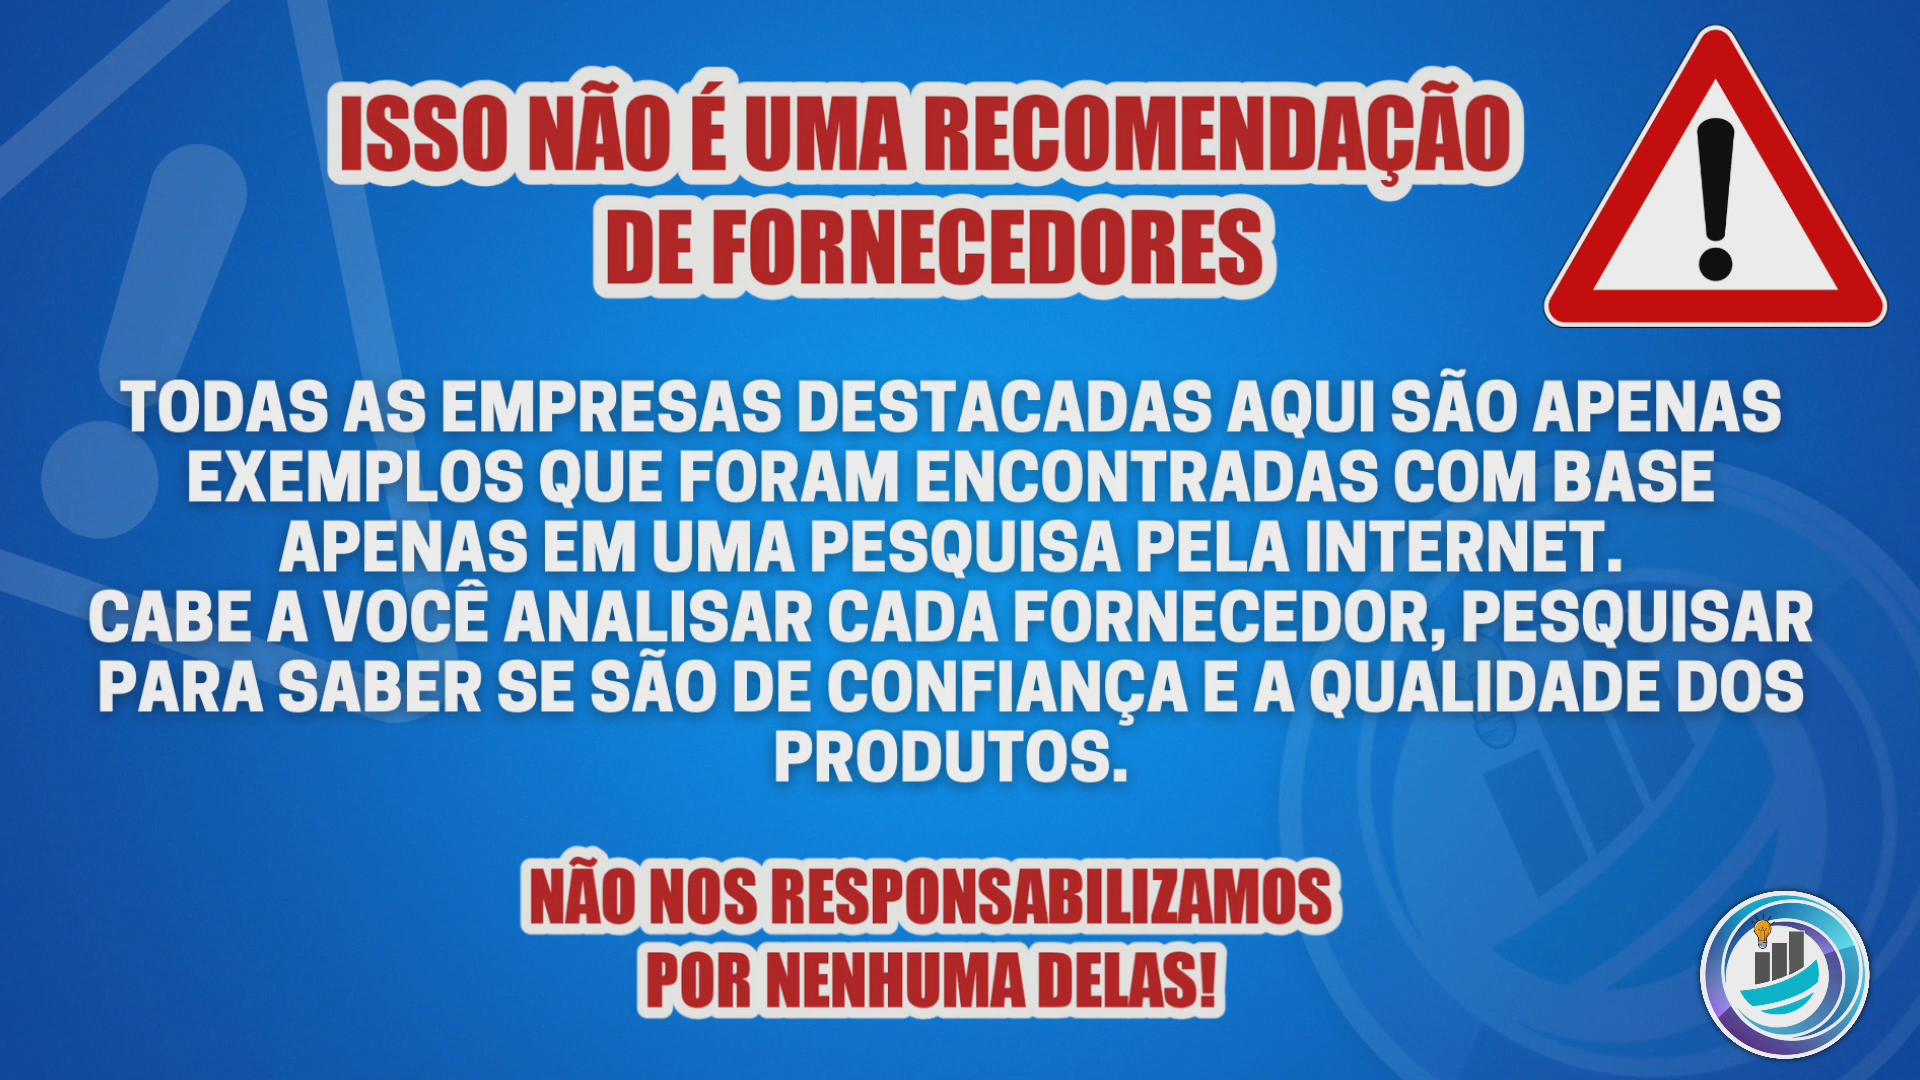 ISSO NÃO É UMA RECOMENDAÇÃO
DE FORNECEDORES
TODAS AS EMPRESAS DESTACADAS AQUI SÃO APENAS
EXEMPLOS QUE FORAM ENCONTRADAS COM BASE
APENAS EM UMA PESQUISA PELA INTERNET.
CABE A VOCÊ ANALISAR CADA FORNECEDOR, PESQUISAR
PARA SABER SE SÃO DE CONFIANÇA E A QUALIDADE DOS
PRODUTOS.
NÃO NOS RESPONSABILIZAMOS
POR NENHUMA DELAS!